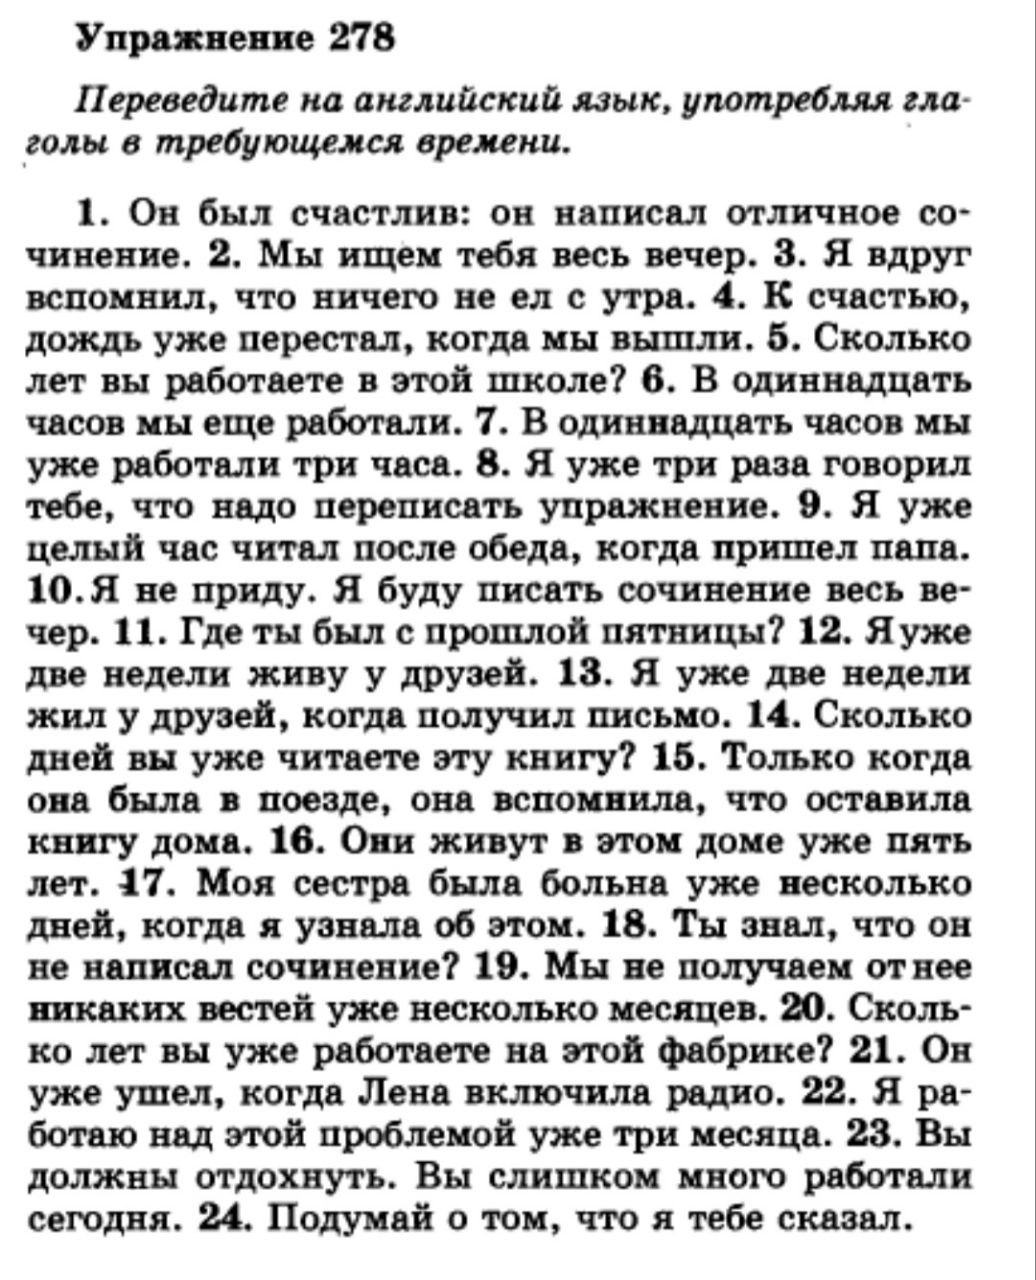 Упражнение 278
Переведите на английский язык, употребляя гла-
голы в требующемся времени.
1. Он был счастлив: он написал отличное со-
чинение. 2. Мы ищем тебя весь вечер. 3. Я вдруг
вспомнил, что ничего не ел с утра. 4. К счастью,
дождь уже перестал, когда мы вышли. 5. Сколько
лет вы работаете в этой школе? 6. В одиннадцать
часов мы еще работали. 7. В одиннадцать часов мы
уже работали три часа. 8. Я уже три раза говорил
тебе, что надо переписать упражнение. 9. Я уже
целый час читал после обеда, когда пришел папа.
10. Я не приду. Я буду писать сочинение весь ве-
чер. 11. Где ты был с прошлой пятницы? 12. Я уже
две недели живу у друзей. 13. Я уже две недели
жил у друзей, когда получил письмо. 14. Сколько
дней вы уже читаете эту книгу? 15. Только когда
она была в поезде, она вспомнила, что оставила
книгу дома. 16. Они живут в этом доме уже пять
лет. 17. Моя сестра была больна уже несколько
дней, когда я узнала об этом. 18. Ты знал, что он
не написал сочинение? 19. Мы не получаем от нее
никаких вестей уже несколько месяцев. 20. Сколь-
ко лет вы уже работаете на этой фабрике? 21. Он
уже ушел, когда Лена включила радио. 22. Я ра-
ботаю над этой проблемой уже три месяца. 23. Вы
должны отдохнуть. Вы слишком много работали
сегодня. 24. Подумай о том, что я тебе сказал.